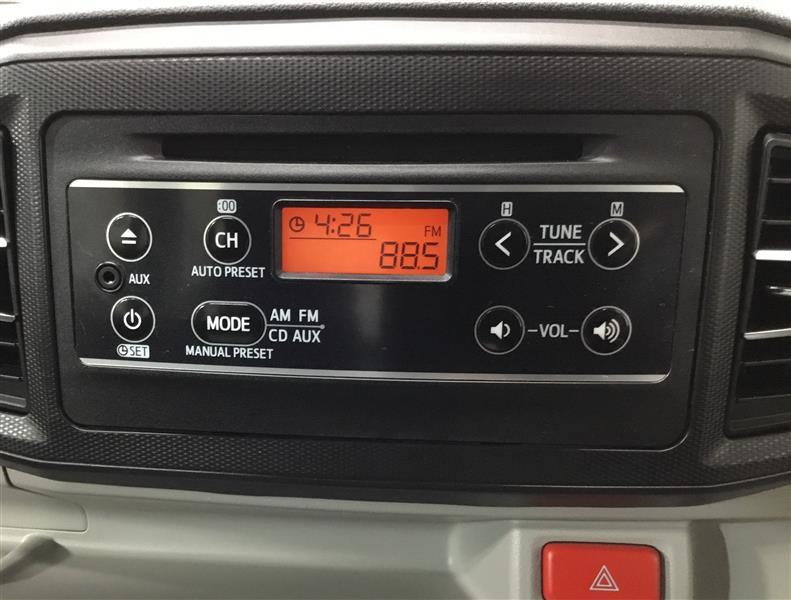 :00
H
M
4:26
FM
88.5
CH
AUTO PRESET
TUNE
TRACK
AUX
MODE
AM FM
CD AUX
MANUAL PRESET
SET
VOL